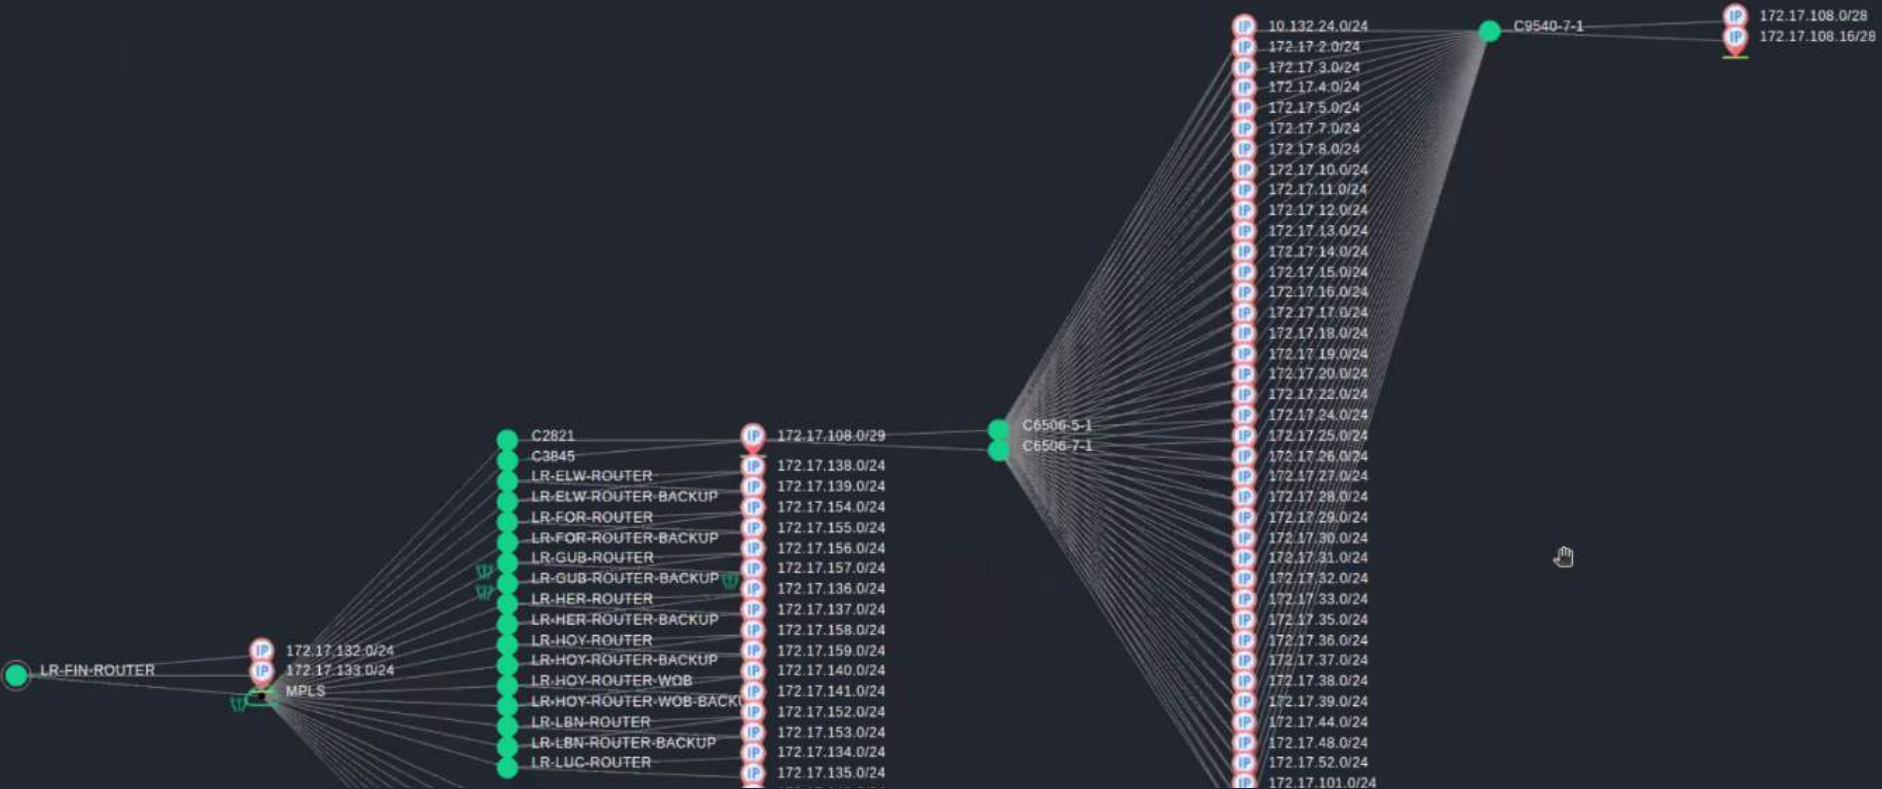 LR-FIN-ROUTER
172.17.132.0/24
172.17.133.0/24
MPLS
C2821
C3845
LR-ELW-ROUTER
LR-ELW-ROUTER-BACKUP
LR-FOR-ROUTER
LR-FOR-ROUTER-BACKUP
LR-GUB-ROUTER
LR-GUB-ROUTER-BACKUP
LR-HER-ROUTER
LR-HER-ROUTER-BACKUP
LR-HOY-ROUTER
LR-HOY-ROUTER-BACKUP
LR-HOY-ROUTER-WOB
LR-HOY-ROUTER-WOB-BACKU
LR-LBN-ROUTER
LR-LBN-ROUTER-BACKUP
LR-LUC-ROUTER
172.17.108.0/29
172.17.138.0/24
172.17.139.0/24
172.17.154.0/24
172.17.155.0/24
172.17.156.0/24
172.17.157.0/24
172.17.136.0/24
172.17.137.0/24
172.17.158.0/24
172.17.159.0/24
172.17.140.0/24
172.17.141.0/24
172.17.152.0/24
172.17.153.0/24
172.17.134.0/24
172.17.135.0/24
C6506-5-1
C6506-7-1
10.132.24.0/24
172.17.2.0/24
172.17.3.0/24
172.17.4.0/24
172.17.5.0/24
172.17.7.0/24
172.17.8.0/24
172.17.10.0/24
172.17.11.0/24
172.17.12.0/24
172.17.13.0/24
172.17.14.0/24
172.17.15.0/24
172.17.16.0/24
172.17.17.0/24
172.17.18.0/24
172.17.19.0/24
172.17.20.0/24
172.17.22.0/24
172.17.24.0/24
172.17.25.0/24
172.17.26.0/24
172.17.27.0/24
172.17.28.0/24
172.17.29.0/24
172.17.30.0/24
172.17.31.0/24
172.17.32.0/24
172.17.33.0/24
172.17.35.0/24
172.17.36.0/24
172.17.37.0/24
172.17.38.0/24
172.17.39.0/24
172.17.44.0/24
172.17.48.0/24
172.17.52.0/24
172.17.101.0/24
C9540-7-1
172.17.108.0/28
172.17.108.16/28